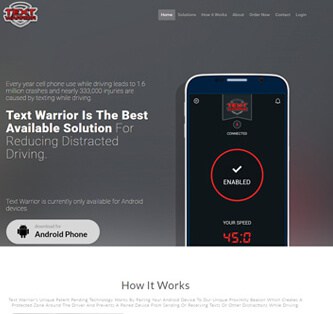 TEXT
Home Solutions How it Works About Order Now Contact Login
Every year cell phone use while driving leads to 1.6
million crashes and nearly 333,000 injuries are
caused by texting while driving
Text Warrior Is The Best
Available Solution For
Reducing Distracted
Driving.
Text Warrior is currently only available for Android
devices.
download for
Android Phone
TEXT
CONNECTED
ENABLED
YOUR SPEED
45.0
How It Works
Text Warrior's Unique Patent Pending Technology Works By Pairing Your Android Device To Our Unique Proximity Beacon Which Creates A
Protected Zone Around The Driver And Prevents A Mobile Device From Sending Or Receiving Texts Or Other Distractions While Driving.